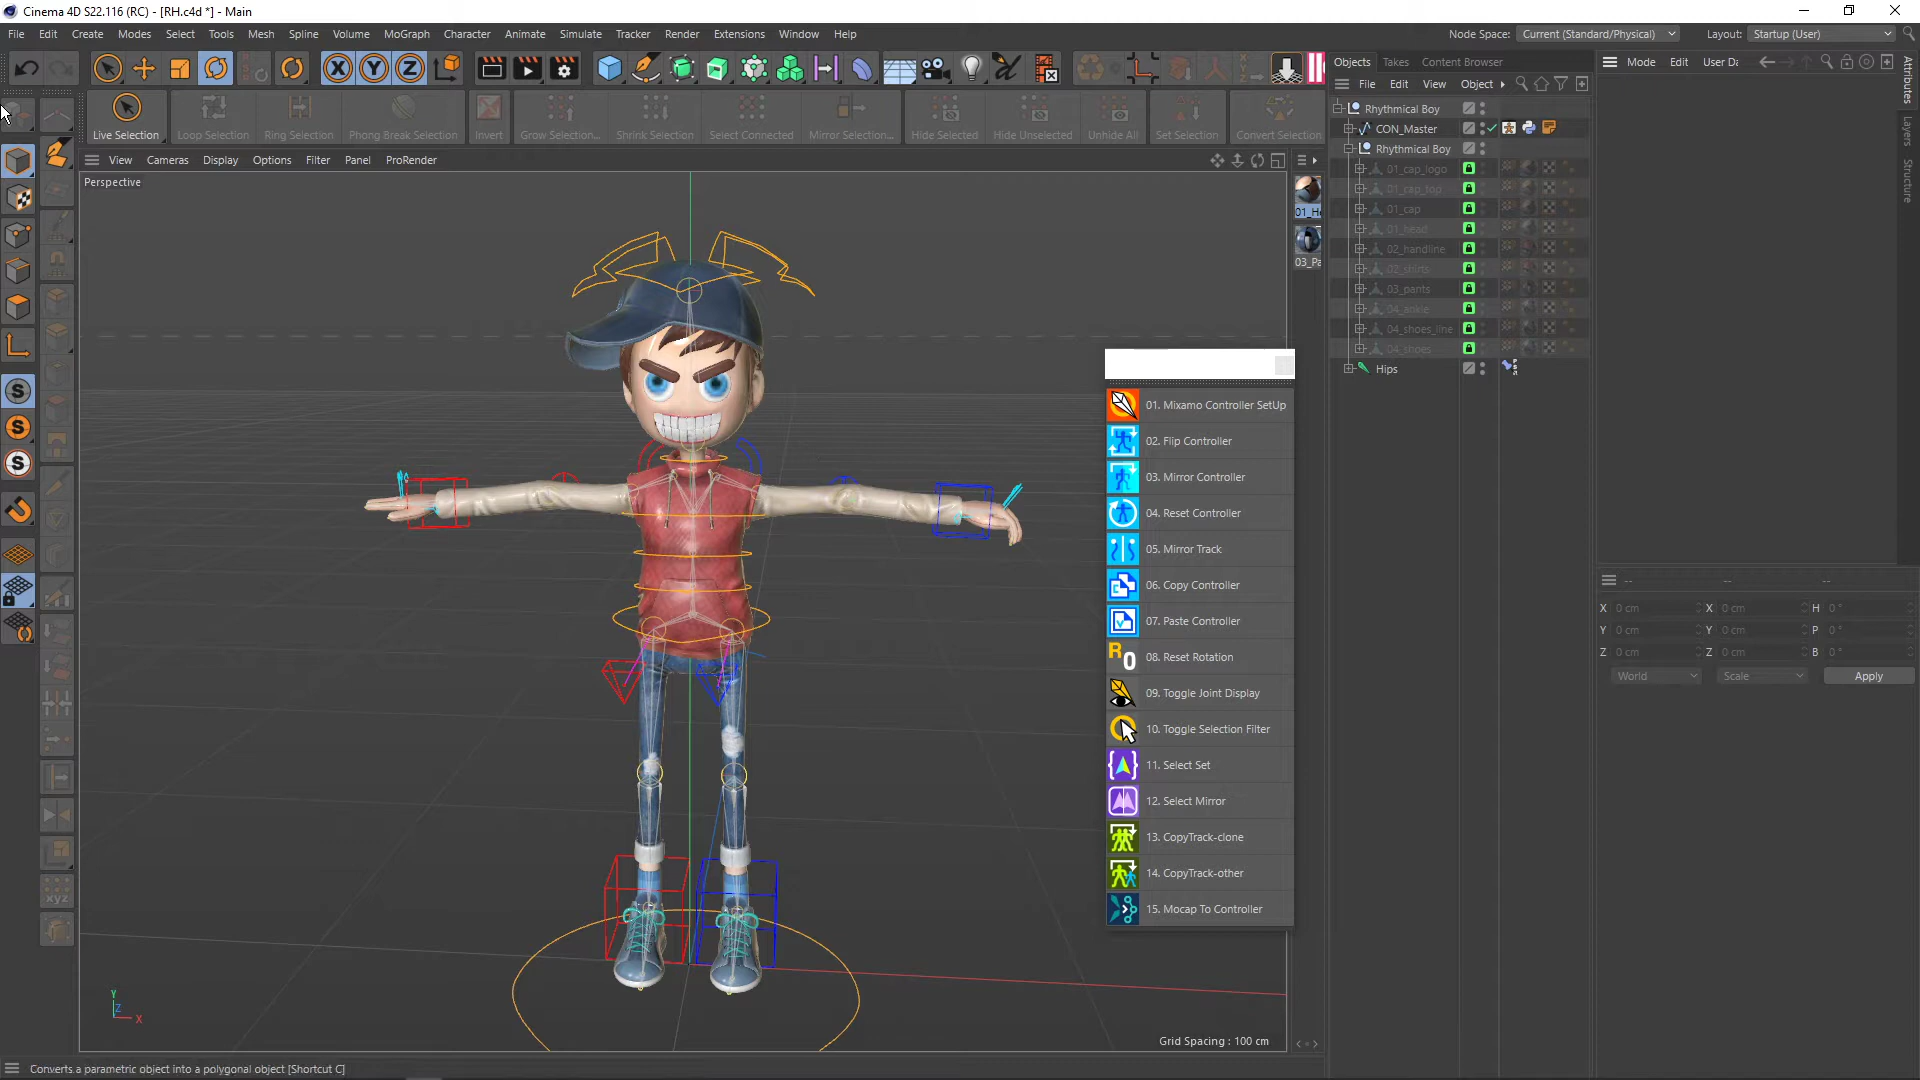 Cinema 4D S22.116 (RC) - [RH.c4d *] - Main
File Edit Create Modes Select Tools Mesh Spline Volume MoGraph Character Animate Simulate Tracker Render Extensions Window Help
Node Space: Current (Standard/Physical) Layout: Startup (User)
X Y Z
Objects Takes Content Browser
Mode Edit User Da
File Edit View Object
Live Selection Loop Selection Ring Selection Phong Break Selection Invert Grow Selection... Shrink Selection Select Connected Mirror Selection... Hide Selected Hide Unselected Unhide All Set Selection Convert Selection
View Cameras Display Options Filter Panel ProRender
Perspective
01_He
03_Pa
Rhythmical Boy
CON_Master
Rhythmical Boy
01_cap_logo
01_cap_top
01_cap
01_head
02_handline
02_shirts
03_pants
04_ankle
04_shoes_line
04_shoes
Hips
Attributes
Layers
Structure
01. Mixamo Controller SetUp
02. Flip Controller
03. Mirror Controller
04. Reset Controller
05. Mirror Track
06. Copy Controller
07. Paste Controller
R0 08. Reset Rotation
09. Toggle Joint Display
10. Toggle Selection Filter
11. Select Set
12. Select Mirror
13. CopyTrack-clone
14. CopyTrack-other
15. Mocap To Controller
-- -- --
X 0 cm X 0 cm H 0 °
Y 0 cm Y 0 cm P 0 °
Z 0 cm Z 0 cm B 0 °
World Scale Apply
S
S
S
xyz
Y
Z
X
Grid Spacing : 100 cm
Converts a parametric object into a polygonal object [Shortcut C]